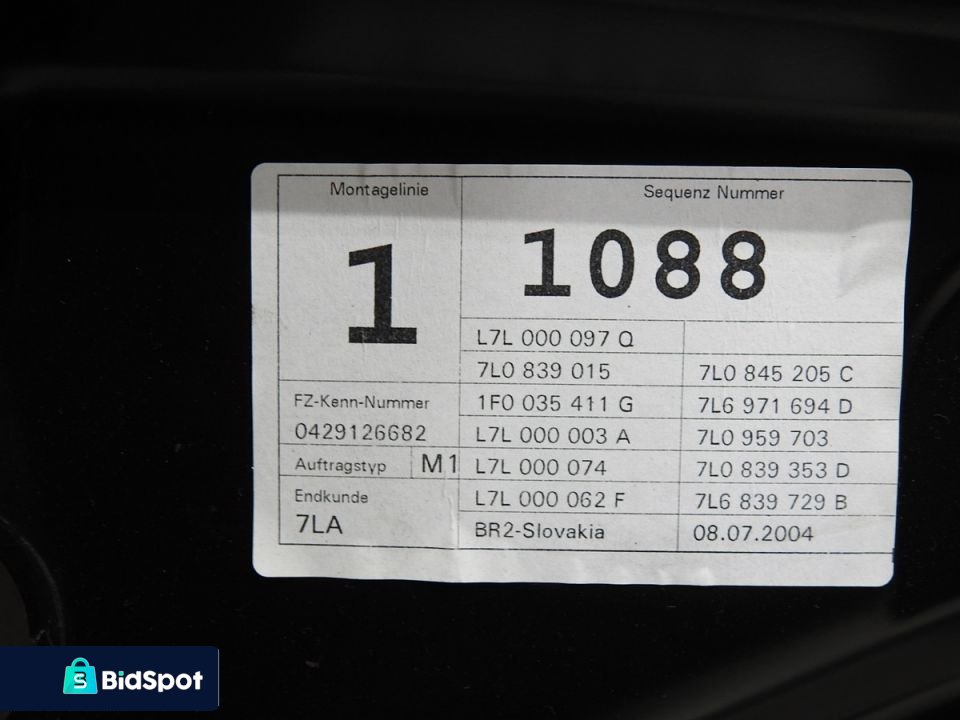 Montagelinie
1
FZ-Kenn-Nummer
0429126682
Auftragstyp M1
Endkunde
7LA
Sequenz Nummer
1088
L7L 000 097 Q
7L0 839 015 7L0 845 205 C
1F0 035 411 G 7L6 971 694 D
L7L 000 003 A 7L0 959 703
L7L 000 074 7L0 839 353 D
L7L 000 062 F 7L6 839 729 B
BR2-Slovakia 08.07.2004
S BidSpot